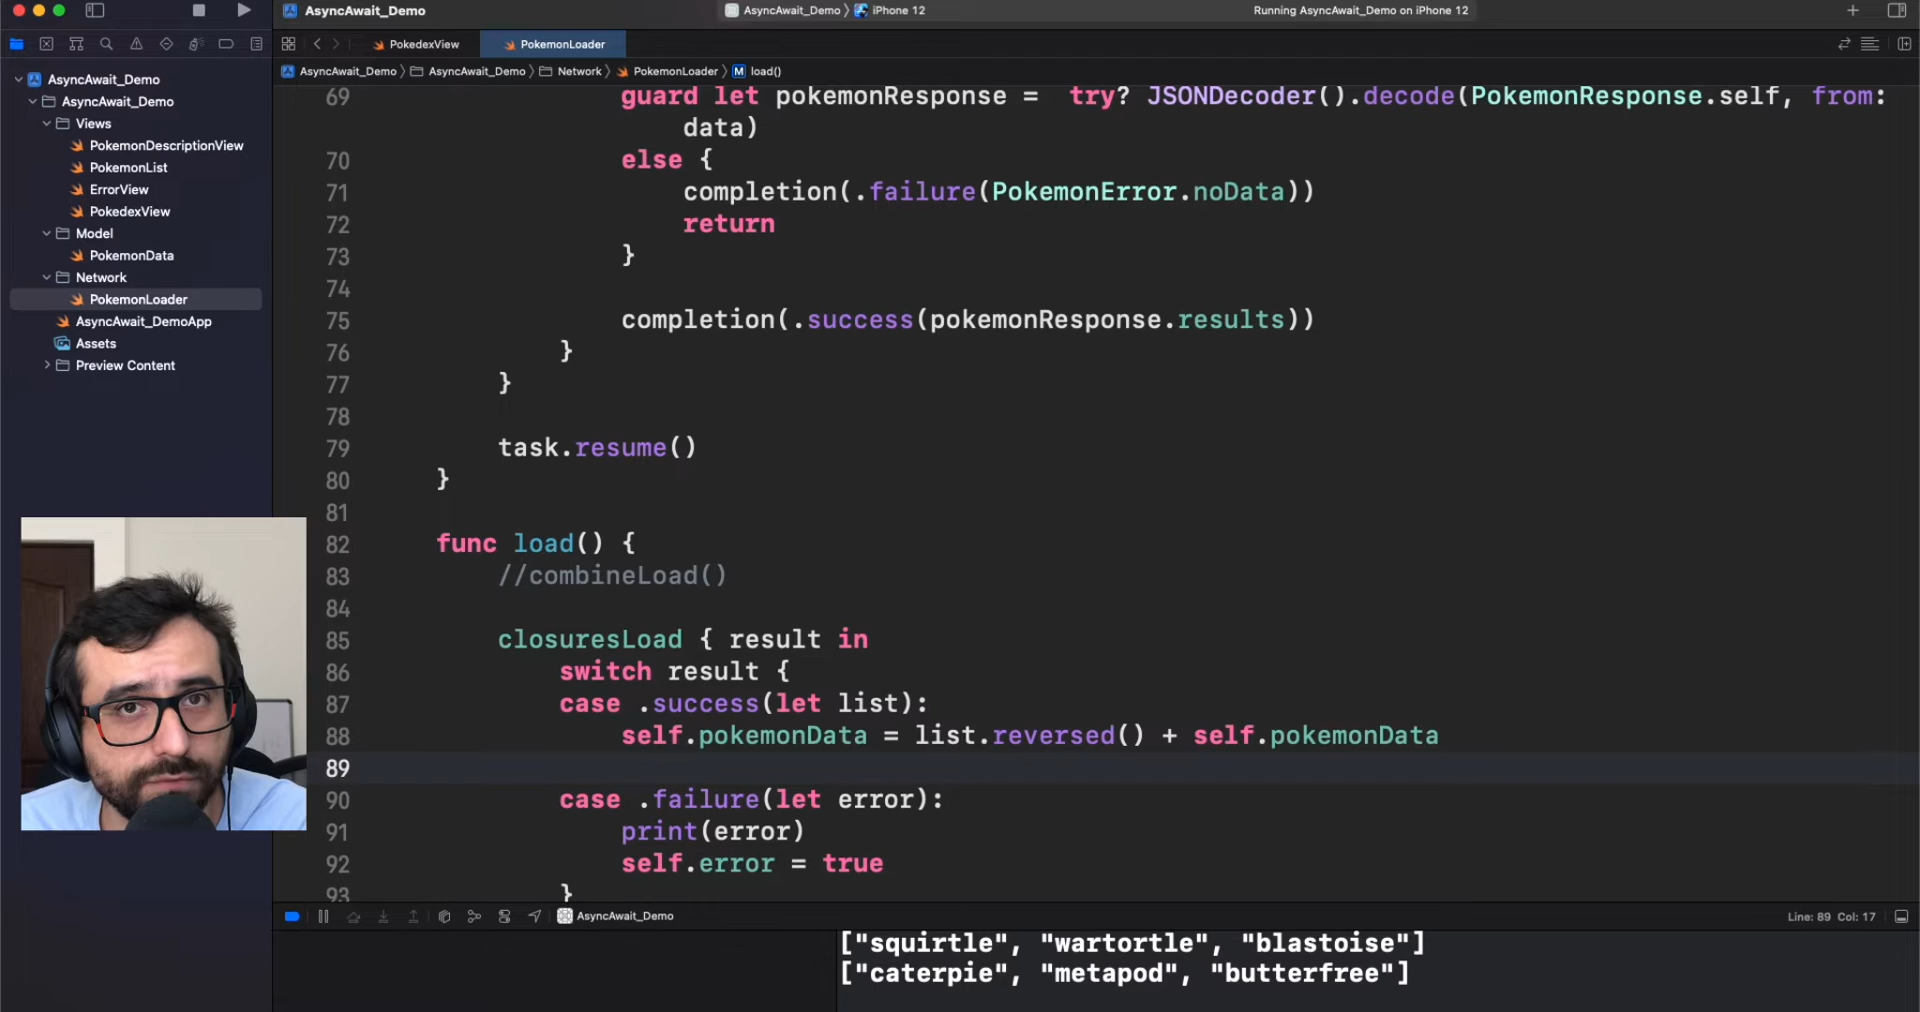 AsyncAwait_Demo
AsyncAwait_Demo
iPhone 12
Running AsyncAwait_Demo on iPhone 12
PokedexView
PokemonLoader
AsyncAwait_Demo
AsyncAwait_Demo
Network
PokemonLoader
M
load()
AsyncAwait_Demo
AsyncAwait_Demo
Views
PokemonDescriptionView
PokemonList
ErrorView
PokedexView
Model
PokemonData
Network
PokemonLoader
AsyncAwait_DemoApp
Assets
Preview Content
69 guard let pokemonResponse =  try? JSONDecoder().decode(PokemonResponse.self, from:
data)
70 else {
71 completion(.failure(PokemonError.noData))
72 return
73 }
74
75 completion(.success(pokemonResponse.results))
76 }
77 }
78
79 task.resume()
80 }
81
82 func load() {
83 //combineLoad()
84
85 closuresLoad { result in
86 switch result {
87 case .success(let list):
88 self.pokemonData = list.reversed() + self.pokemonData
89
90 case .failure(let error):
91 print(error)
92 self.error = true
93 }
AsyncAwait_Demo
Line: 89 Col: 17
["squirtle", "wartortle", "blastoise"]
["caterpie", "metapod", "butterfree"]